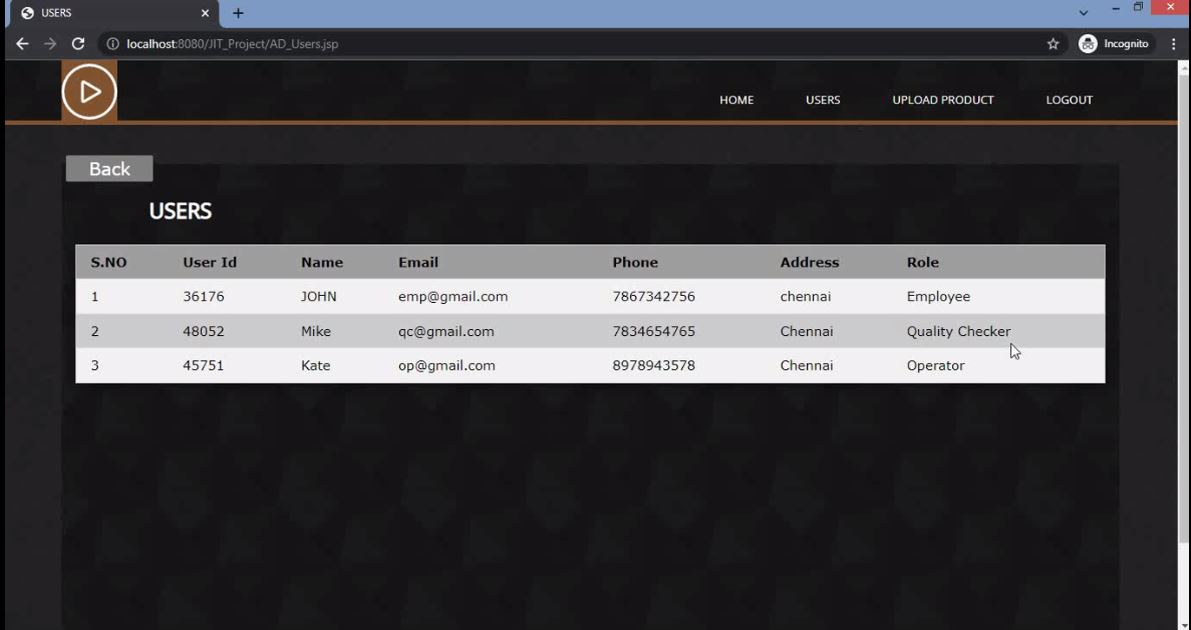 USERS
localhost:8080/JIT_Project/AD_Users.jsp Incognito
HOME USERS UPLOAD PRODUCT LOGOUT
Back
USERS
S.NO User Id Name Email Phone Address Role
1 36176 JOHN emp@gmail.com 7867342756 chennai Employee
2 48052 Mike qc@gmail.com 7834654765 Chennai Quality Checker
3 45751 Kate op@gmail.com 8978943578 Chennai Operator